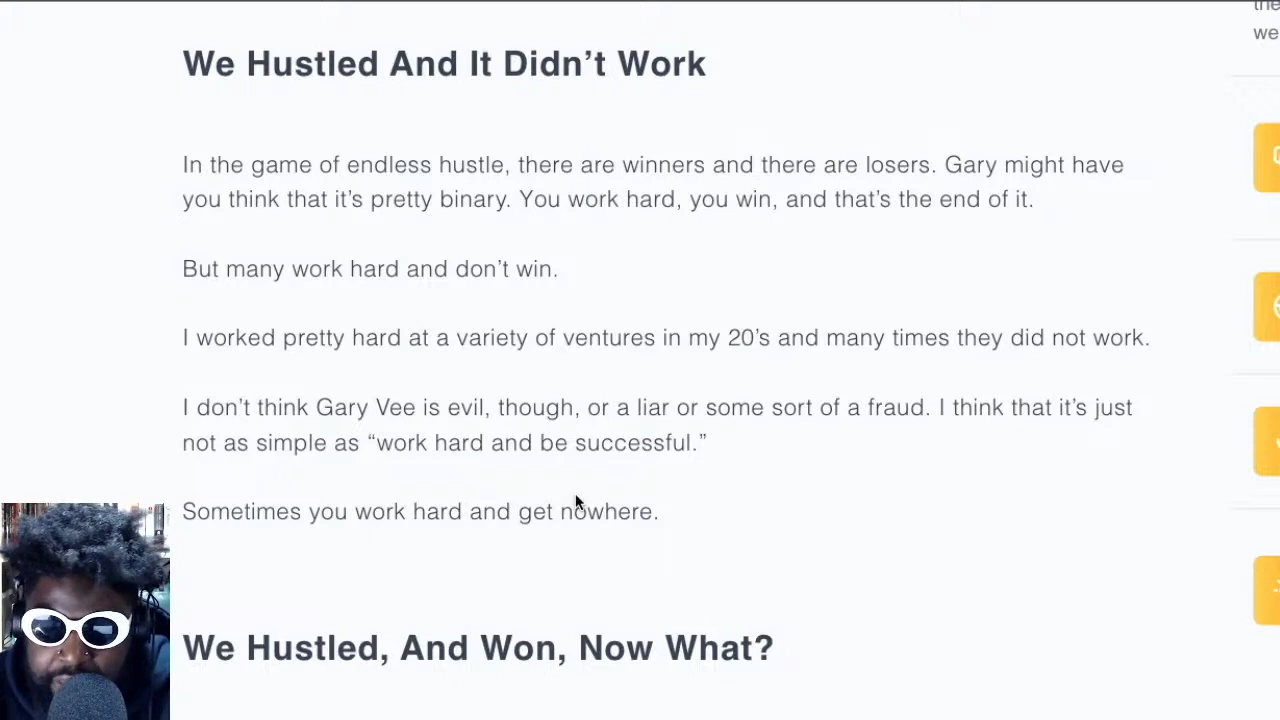 the
we
We Hustled And It Didn’t Work
In the game of endless hustle, there are winners and there are losers. Gary might have
you think that it’s pretty binary. You work hard, you win, and that’s the end of it.
But many work hard and don’t win.
I worked pretty hard at a variety of ventures in my 20’s and many times they did not work.
I don’t think Gary Vee is evil, though, or a liar or some sort of a fraud. I think that it’s just
not as simple as “work hard and be successful.”
Sometimes you work hard and get nowhere.
We Hustled, And Won, Now What?